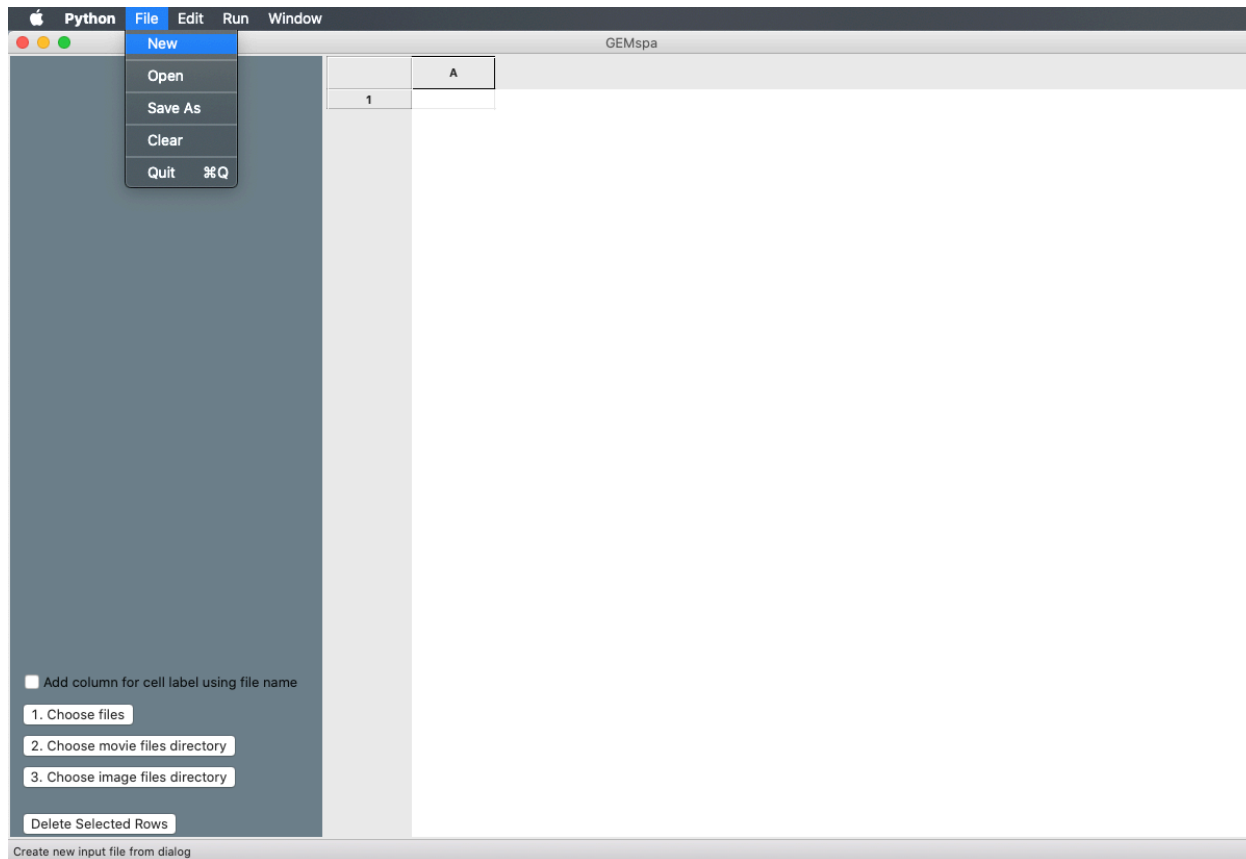 Python File Edit Run Window
GEMspa
New
Open
Save As
Clear
Quit ⌘Q
A
1
Add column for cell label using file name
1. Choose files
2. Choose movie files directory
3. Choose image files directory
Delete Selected Rows
Create new input file from dialog